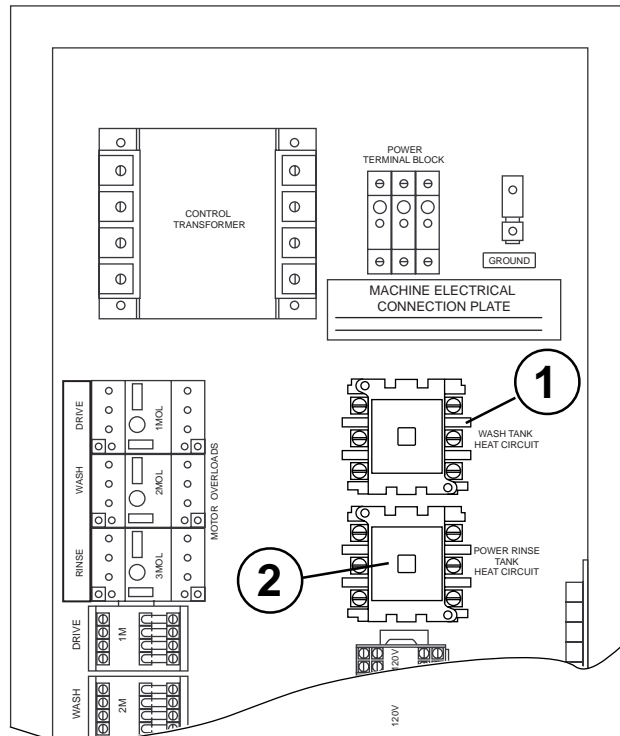 POWER
TERMINAL BLOCK
CONTROL
TRANSFORMER
GROUND
MACHINE ELECTRICAL
CONNECTION PLATE
1
DRIVE
1MOL
WASH TANK
HEAT CIRCUIT
WASH
2MOL
MOTOR OVERLOADS
RINSE
3MOL
2
POWER RINSE
TANK
HEAT CIRCUIT
DRIVE
1M
120V
WASH
2M
120V